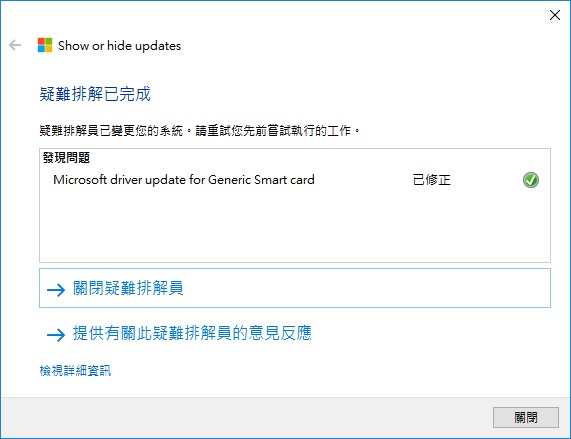 Show or hide updates
疑難排解已完成
疑難排解員已變更您的系統。請重試您先前嘗試執行的工作。
發現問題
Microsoft driver update for Generic Smart card 已修正
關閉疑難排解員
提供有關此疑難排解員的意見反應
檢視詳細資訊
關閉